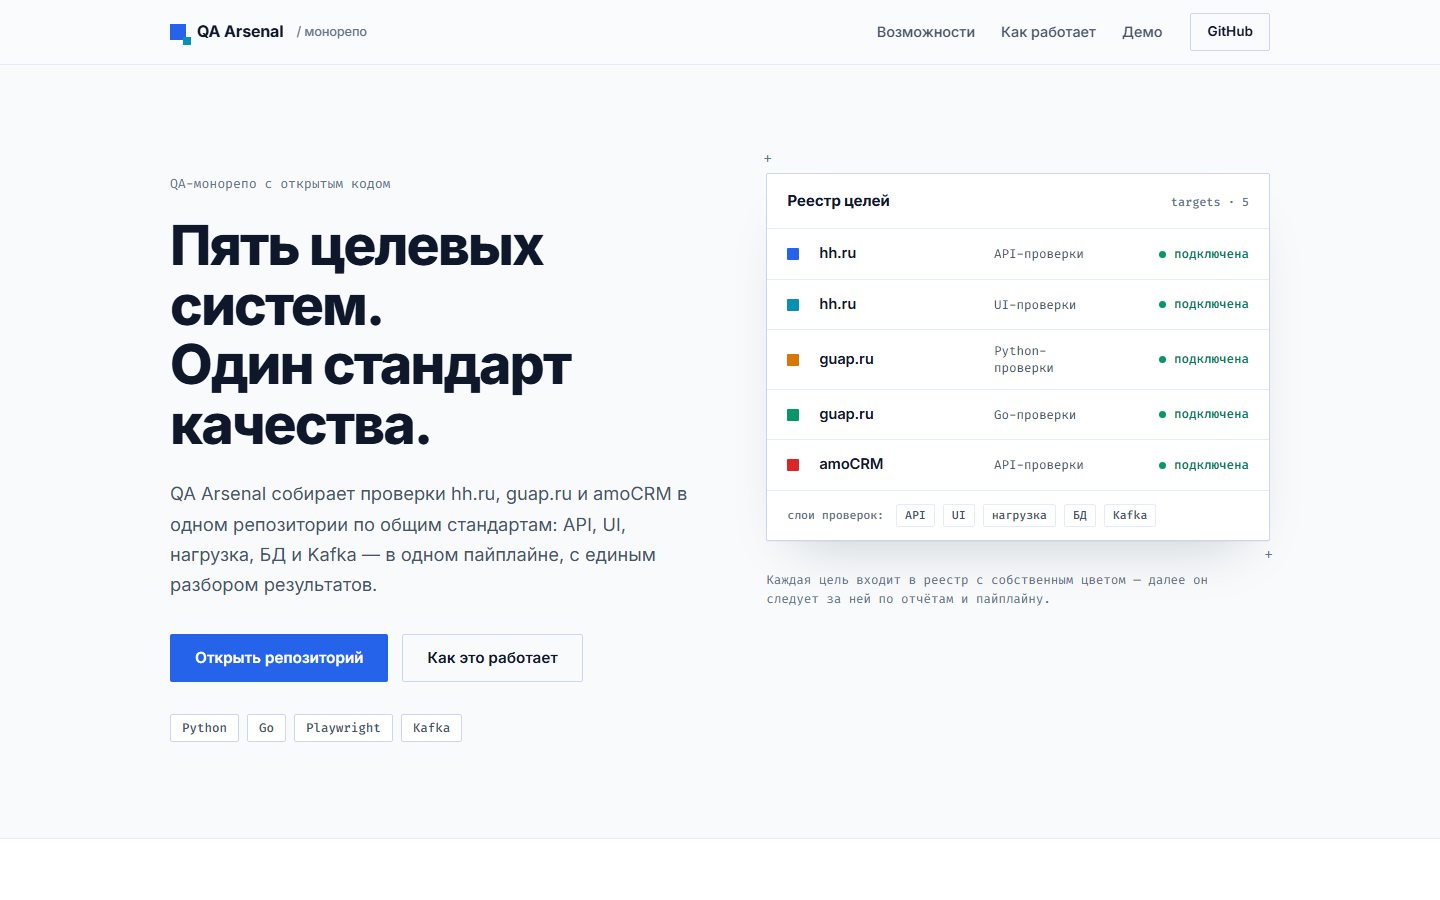 QA Arsenal / монорепо
Возможности Как работает Демо GitHub
QA-монорепо с открытым кодом
Пять целевых
систем.
Один стандарт
качества.
QA Arsenal собирает проверки hh.ru, guap.ru и amoCRM в
одном репозитории по общим стандартам: API, UI,
нагрузка, БД и Kafka — в одном пайплайне, с единым
разбором результатов.
Открыть репозиторий Как это работает
Python Go Playwright Kafka
+
Реестр целей targets · 5
hh.ru API-проверки подключена
hh.ru UI-проверки подключена
guap.ru Python-
проверки подключена
guap.ru Go-проверки подключена
amoCRM API-проверки подключена
слои проверок: API UI нагрузка БД Kafka
+
Каждая цель входит в реестр с собственным цветом — далее он
следует за ней по отчётам и пайплайну.